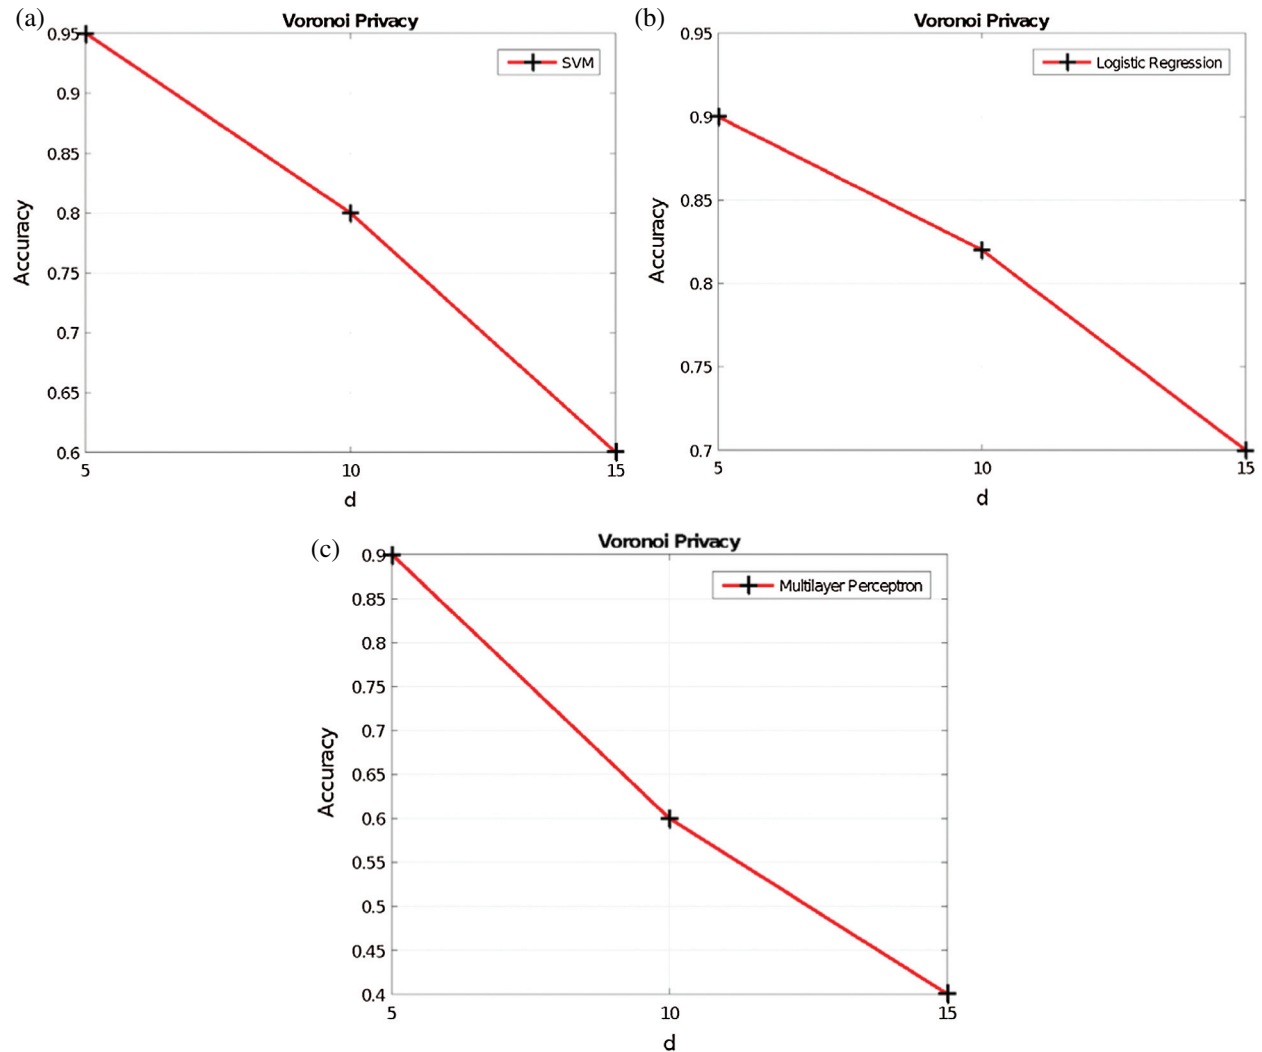 (a)
Voronoi Privacy
SVM
0.95
0.9
0.85
0.8
0.75
0.7
0.65
0.6
Accuracy
5 10 15
d
(b)
Voronoi Privacy
Logistic Regression
0.95
0.9
0.85
0.8
0.75
0.7
Accuracy
5 10 15
d
(c)
Voronoi Privacy
Multilayer Perceptron
0.9
0.85
0.8
0.75
0.7
0.65
0.6
0.55
0.5
0.45
0.4
Accuracy
5 10 15
d